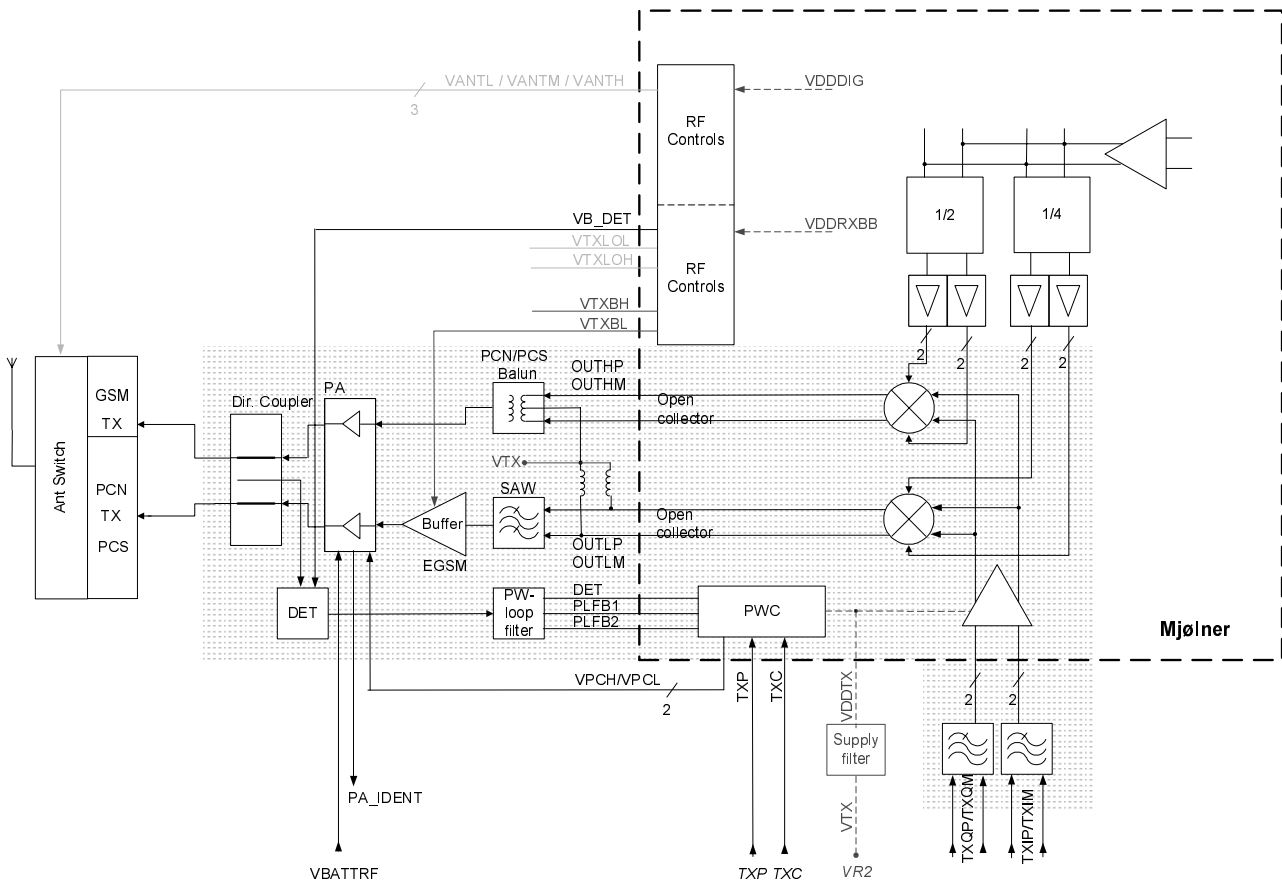 VANTL / VANTM / VANTH
3
RF
Controls
VDDDIG
1/2
1/4
VB_DET
VDDRXBB
VTXLOL
VTXLOH
RF
Controls
VTXBH
VTXBL
2
2
2
2
PCN/PCS
Balun
OUTHP
OUTHM
Open
collector
PA
Dir. Coupler
GSM
TX
Ant Switch
PCN
TX
PCS
VTX
SAW
Buffer
EGSM
Open
collector
OUTLP
OUTLM
DET
PW-
loop
filter
DET
PLFB1
PLFB2
PWC
Mjølner
VPCH/VPCL
2
TXP
TXC
VDDTX
2
2
Supply
filter
PA_IDENT
VTX
TXQP/TXQM
TXIP/TXIM
VBATTRF
TXP TXC
VR2